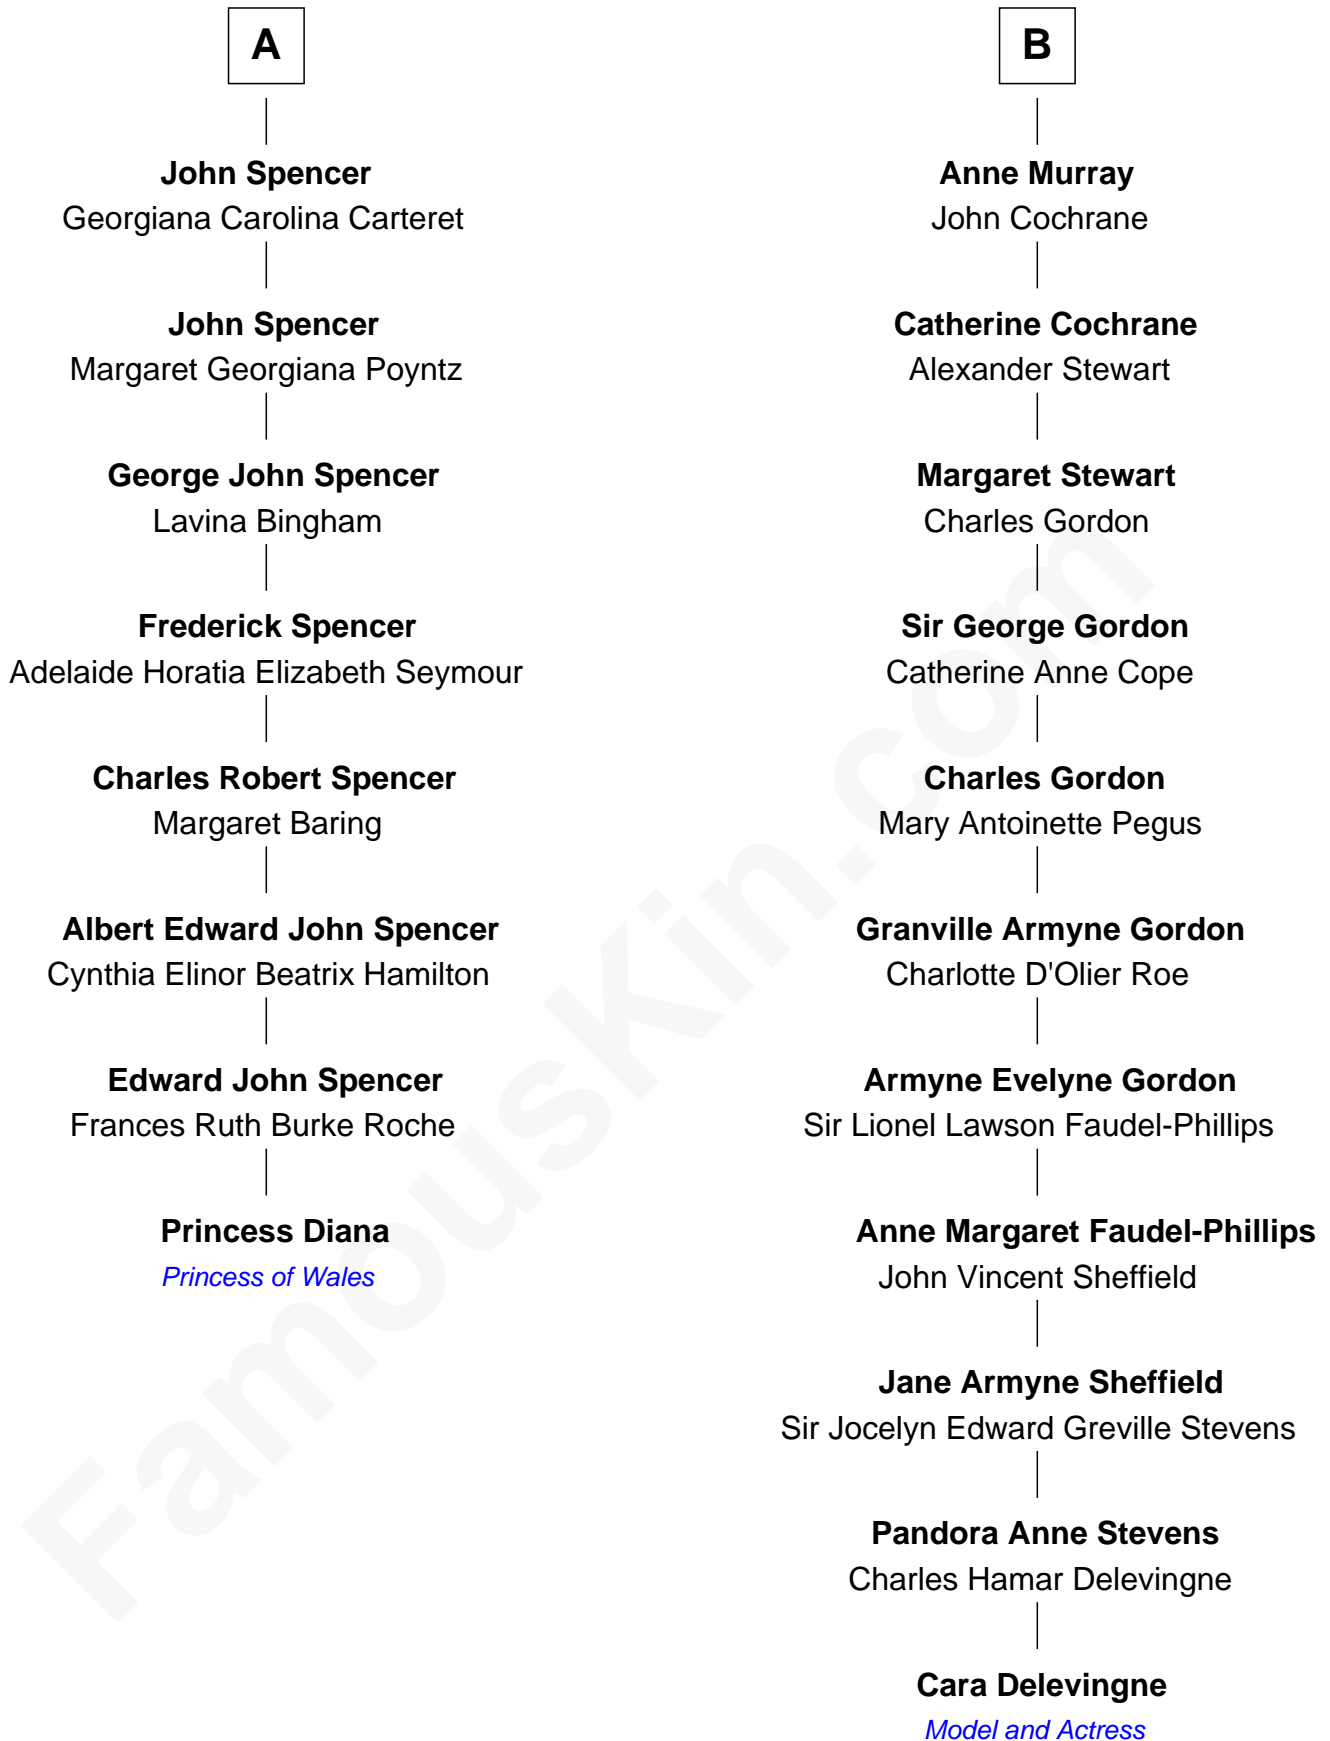 A
John Spencer
Georgiana Carolina Carteret
John Spencer
Margaret Georgiana Poyntz
George John Spencer
Lavina Bingham
Frederick Spencer
Adelaide Horatia Elizabeth Seymour
Charles Robert Spencer
Margaret Baring
Albert Edward John Spencer
Cynthia Elinor Beatrix Hamilton
Edward John Spencer
Frances Ruth Burke Roche
Princess Diana
Princess of Wales
B
Anne Murray
John Cochrane
Catherine Cochrane
Alexander Stewart
Margaret Stewart
Charles Gordon
Sir George Gordon
Catherine Anne Cope
Charles Gordon
Mary Antoinette Pegus
Granville Armyne Gordon
Charlotte D'Olier Roe
Armyne Evelyne Gordon
Sir Lionel Lawson Faudel-Phillips
Anne Margaret Faudel-Phillips
John Vincent Sheffield
Jane Armyne Sheffield
Sir Jocelyn Edward Greville Stevens
Pandora Anne Stevens
Charles Hamar Delevingne
Cara Delevingne
Model and Actress
FamousKin.com